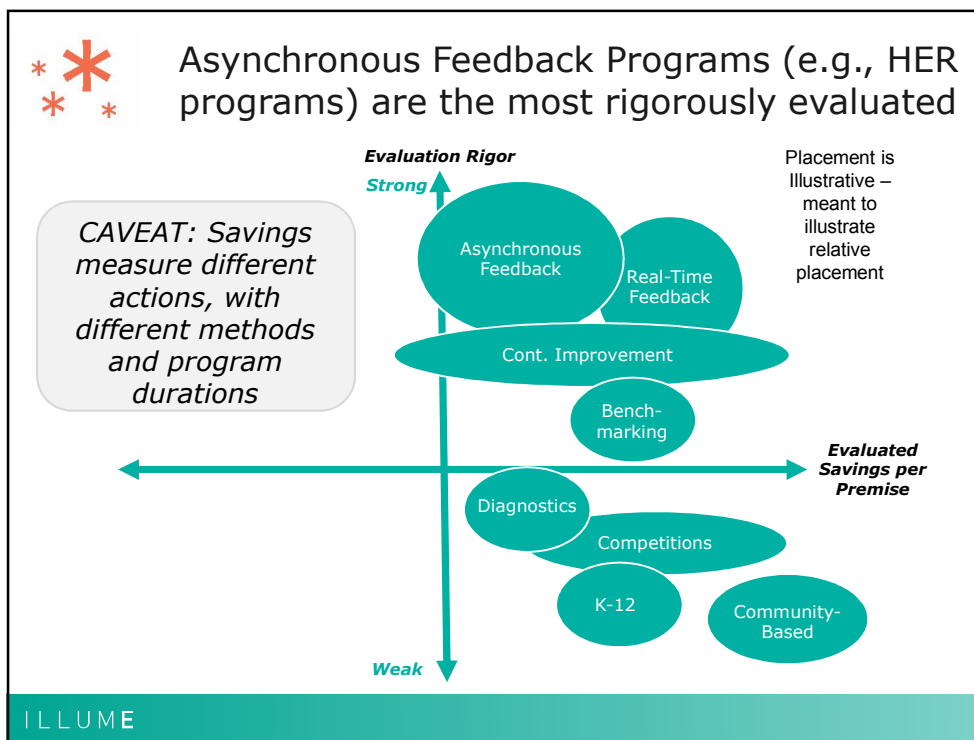 Asynchronous Feedback Programs (e.g., HER
programs) are the most rigorously evaluated
Evaluation Rigor
Strong
Placement is
Illustrative –
meant to
illustrate
relative
placement
CAVEAT: Savings
measure different
actions, with
different methods
and program
durations
Asynchronous
Feedback
Real-Time
Feedback
Cont. Improvement
Bench-
marking
Evaluated
Savings per
Premise
Diagnostics
Competitions
K-12
Community-
Based
Weak
ILLUME